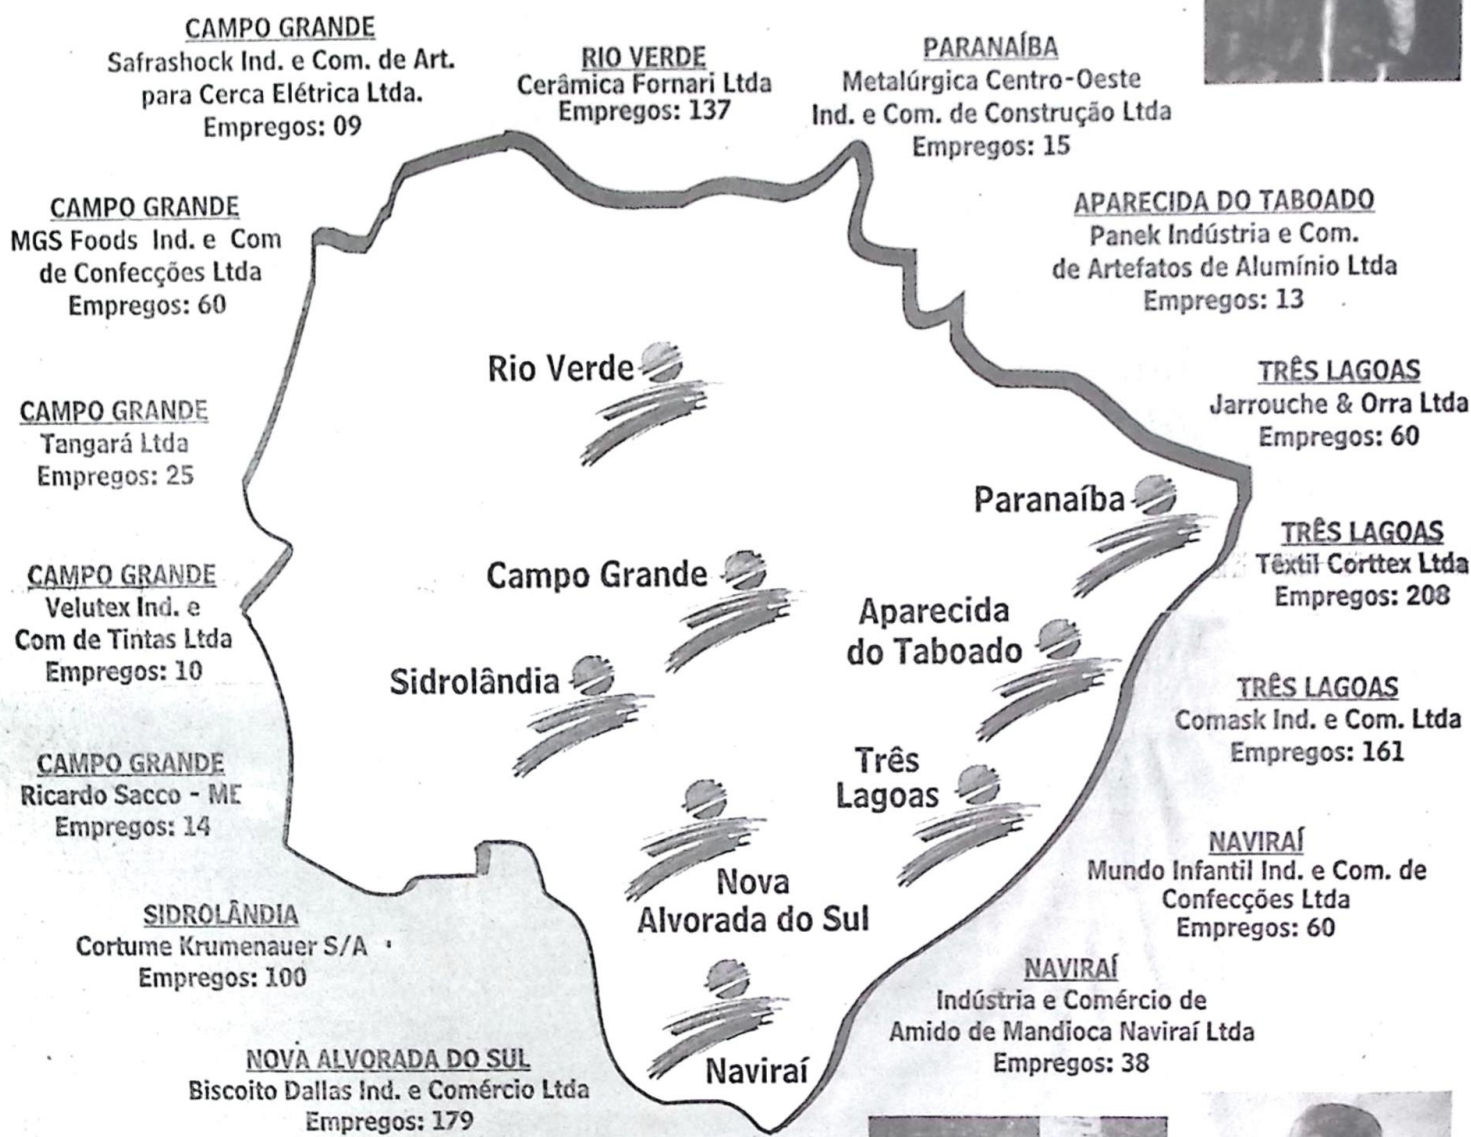 CAMPO GRANDE
Safrashock Ind. e Com. de Art.
para Cerca Elétrica Ltda.
Empregos: 09
RIO VERDE
Cerâmica Fornari Ltda
Empregos: 137
PARANAÍBA
Metalúrgica Centro-Oeste
Ind. e Com. de Construção Ltda
Empregos: 15
CAMPO GRANDE
MGS Foods Ind. e Com
de Confecções Ltda
Empregos: 60
APARECIDA DO TABOADO
Panek Indústria e Com.
de Artefatos de Alumínio Ltda
Empregos: 13
CAMPO GRANDE
Tangará Ltda
Empregos: 25
TRÊS LAGOAS
Jarrouche & Orra Ltda
Empregos: 60
CAMPO GRANDE
Velutex Ind. e
Com de Tintas Ltda
Empregos: 10
TRÊS LAGOAS
Têxtil Corttex Ltda
Empregos: 208
CAMPO GRANDE
Ricardo Sacco - ME
Empregos: 14
TRÊS LAGOAS
Comask Ind. e Com. Ltda
Empregos: 161
SIDROLÂNDIA
Cortume Krumenauer S/A
Empregos: 100
NAVIRAÍ
Mundo Infantil Ind. e Com. de
Confecções Ltda
Empregos: 60
NOVA ALVORADA DO SUL
Biscoito Dallas Ind. e Comércio Ltda
Empregos: 179
NAVIRAÍ
Indústria e Comércio de
Amido de Mandioca Naviraí Ltda
Empregos: 38
Rio Verde
Paranaíba
Campo Grande
Aparecida
do Taboado
Sidrolândia
Três
Lagoas
Nova
Alvorada do Sul
Naviraí